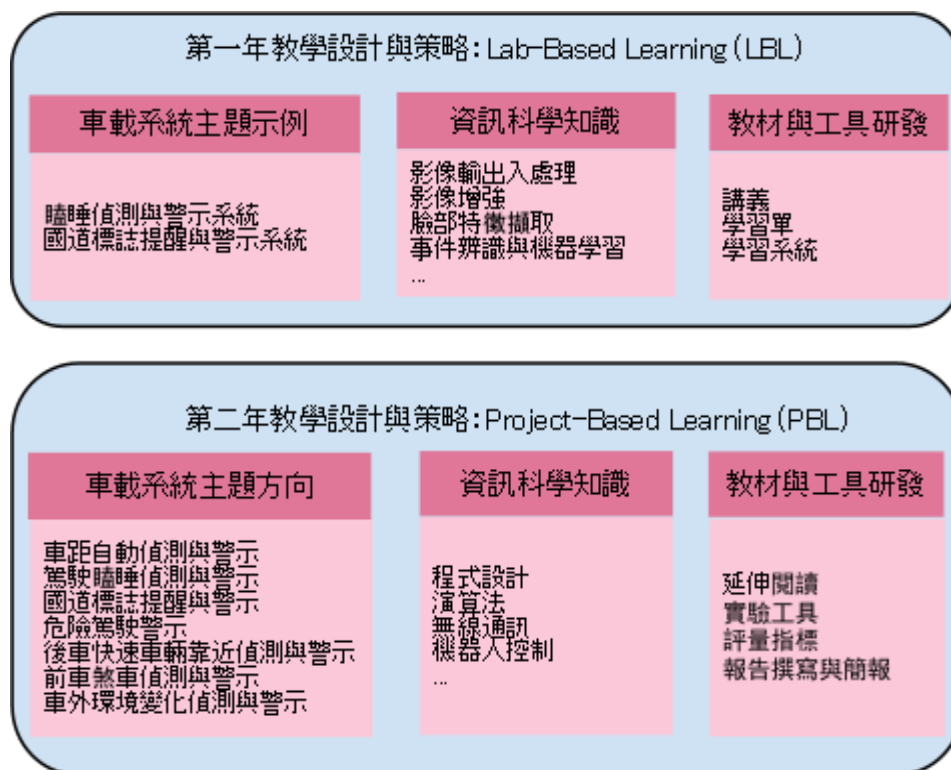 第一年教學設計與策略:Lab-Based Learning(LBL)
車載系統主題示例
瞌睡偵測與警示系統
國道標誌提醒與警示系統
資訊科學知識
影像輸出入處理
影像增強
臉部特徵擷取
事件辨識與機器學習
...
教材與工具研發
講義
學習單
學習系統
第二年教學設計與策略:Project-Based Learning(PBL)
車載系統主題方向
車距自動偵測與警示
駕駛瞌睡偵測與警示
國道標誌提醒與警示
危險駕駛警示
後車快速車輛靠近偵測與警示
前車煞車偵測與警示
車外環境變化偵測與警示
資訊科學知識
程式設計
演算法
無線通訊
機器人控制
...
教材與工具研發
延伸閱讀
實驗工具
評量指標
報告撰寫與簡報